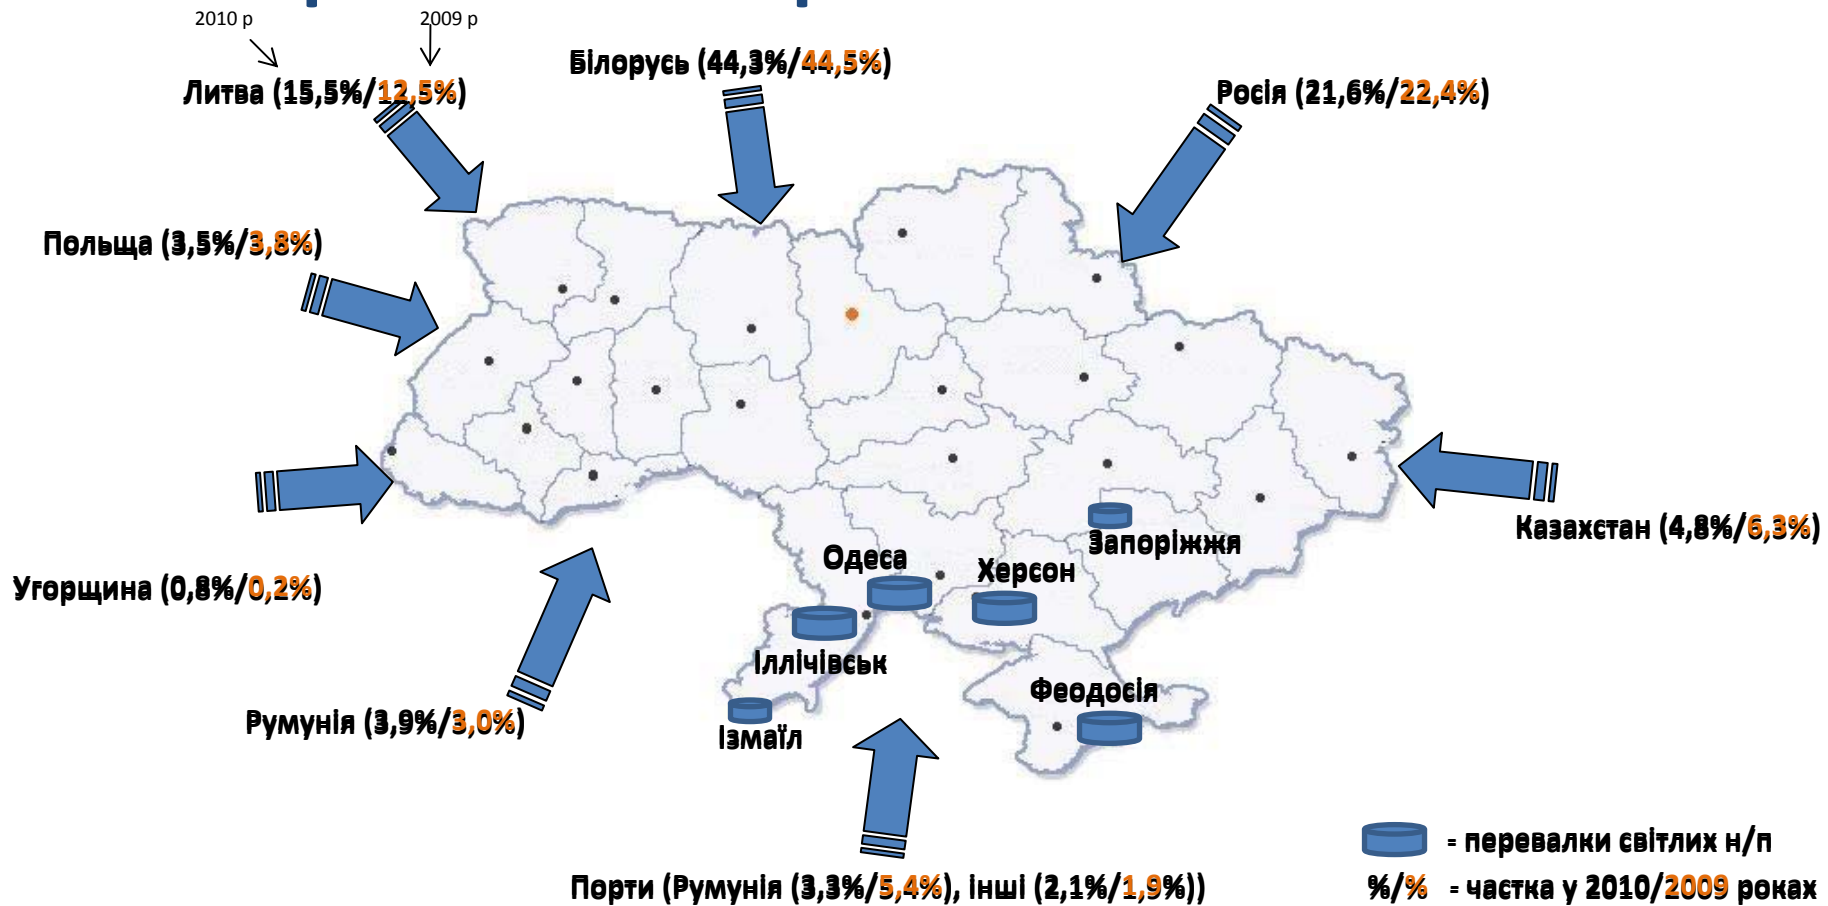 2010 р
2009 р
Литва (15,5%/12,5%)
Білорусь (44,3%/44,5%)
Росія (21,6%/22,4%)
Польща (3,5%/3,8%)
Казахстан (4,8%/6,3%)
Запоріжжя
Одеса
Херсон
Угорщина (0,8%/0,2%)
Іллічівськ
Феодосія
Румунія (3,9%/3,0%)
Ізмаїл
- перевалки світлих н/п
Порти (Румунія (3,3%/5,4%), інші (2,1%/1,9%))
%/% - частка у 2010/2009 роках